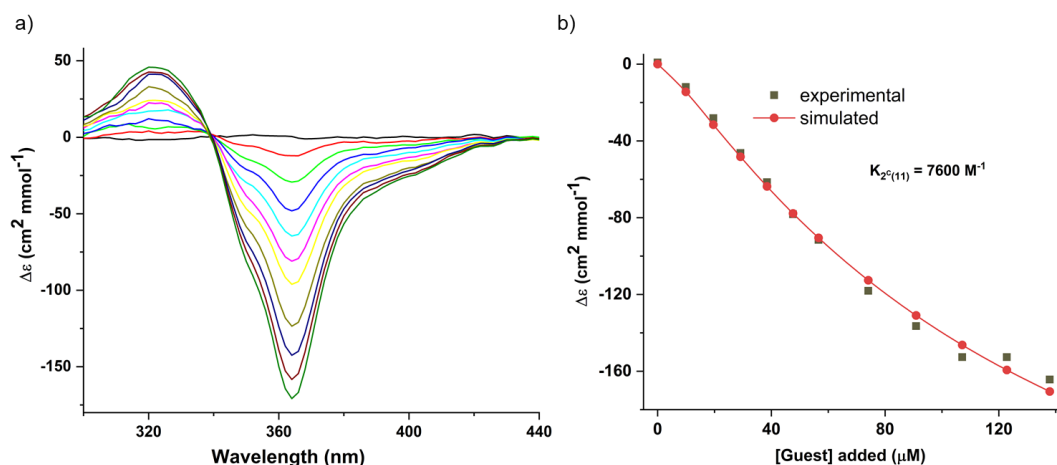 a)
50
0
-50
-100
-150
Δε (cm² mmol⁻¹)
320
360
400
440
Wavelength (nm)
b)
0
-40
-80
-120
-160
Δε (cm² mmol⁻¹)
experimental
simulated
K₂ᶜ₍₁₁₎ = 7600 M⁻¹
0
40
80
120
[Guest] added (μM)